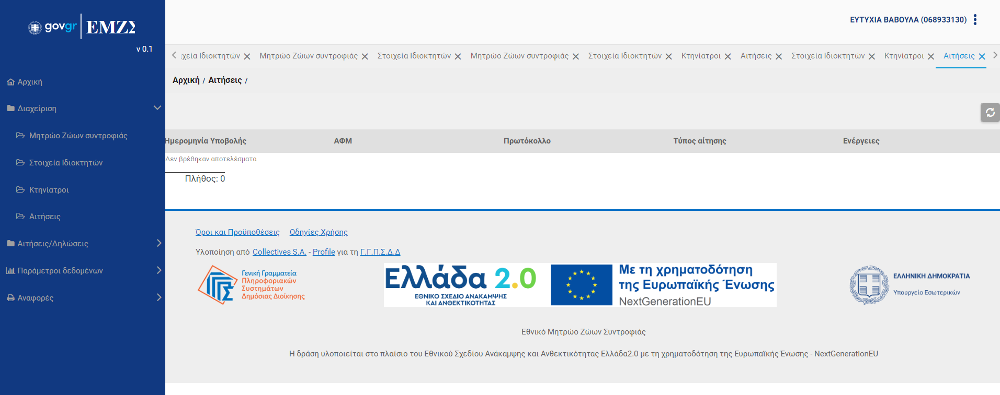 govgr ΕΜΖΣ
v 0.1
ΕΥΤΥΧΙΑ ΒΑΒΟΥΛΑ (068933130)
Αρχική
Διαχείριση
Μητρώο Ζώων συντροφιάς
Στοιχεία Ιδιοκτητών
Κτηνίατροι
Αιτήσεις
Αιτήσεις/Δηλώσεις
Παράμετροι δεδομένων
Αναφορές
ιχεία Ιδιοκτητών Μητρώο Ζώων συντροφιάς Στοιχεία Ιδιοκτητών Μητρώο Ζώων συντροφιάς Στοιχεία Ιδιοκτητών Κτηνίατροι Αιτήσεις Στοιχεία Ιδιοκτητών Κτηνίατροι Αιτήσεις
Αρχική / Αιτήσεις /
Ημερομηνία Υποβολής ΑΦΜ Πρωτόκολλο Τύπος αίτησης Ενέργειες
Δεν βρέθηκαν αποτελέσματα
Πλήθος: 0
Όροι και Προϋποθέσεις Οδηγίες Χρήσης
Υλοποίηση από Collectives S.A. - Profile για τη Γ.Γ.Π.Σ.Δ.Δ
Γενική Γραμματεία
Πληροφοριακών
Συστημάτων
Δημόσιας Διοίκησης
Ελλάδα 2.0
ΕΘΝΙΚΟ ΣΧΕΔΙΟ ΑΝΑΚΑΜΨΗΣ
ΚΑΙ ΑΝΘΕΚΤΙΚΟΤΗΤΑΣ
Με τη χρηματοδότηση
της Ευρωπαϊκής Ένωσης
NextGenerationEU
ΕΛΛΗΝΙΚΗ ΔΗΜΟΚΡΑΤΙΑ
Υπουργείο Εσωτερικών
Εθνικό Μητρώο Ζώων Συντροφιάς
Η δράση υλοποιείται στο πλαίσιο του Εθνικού Σχεδίου Ανάκαμψης και Ανθεκτικότητας Ελλάδα2.0 με τη χρηματοδότηση της Ευρωπαϊκής Ένωσης - NextGenerationEU